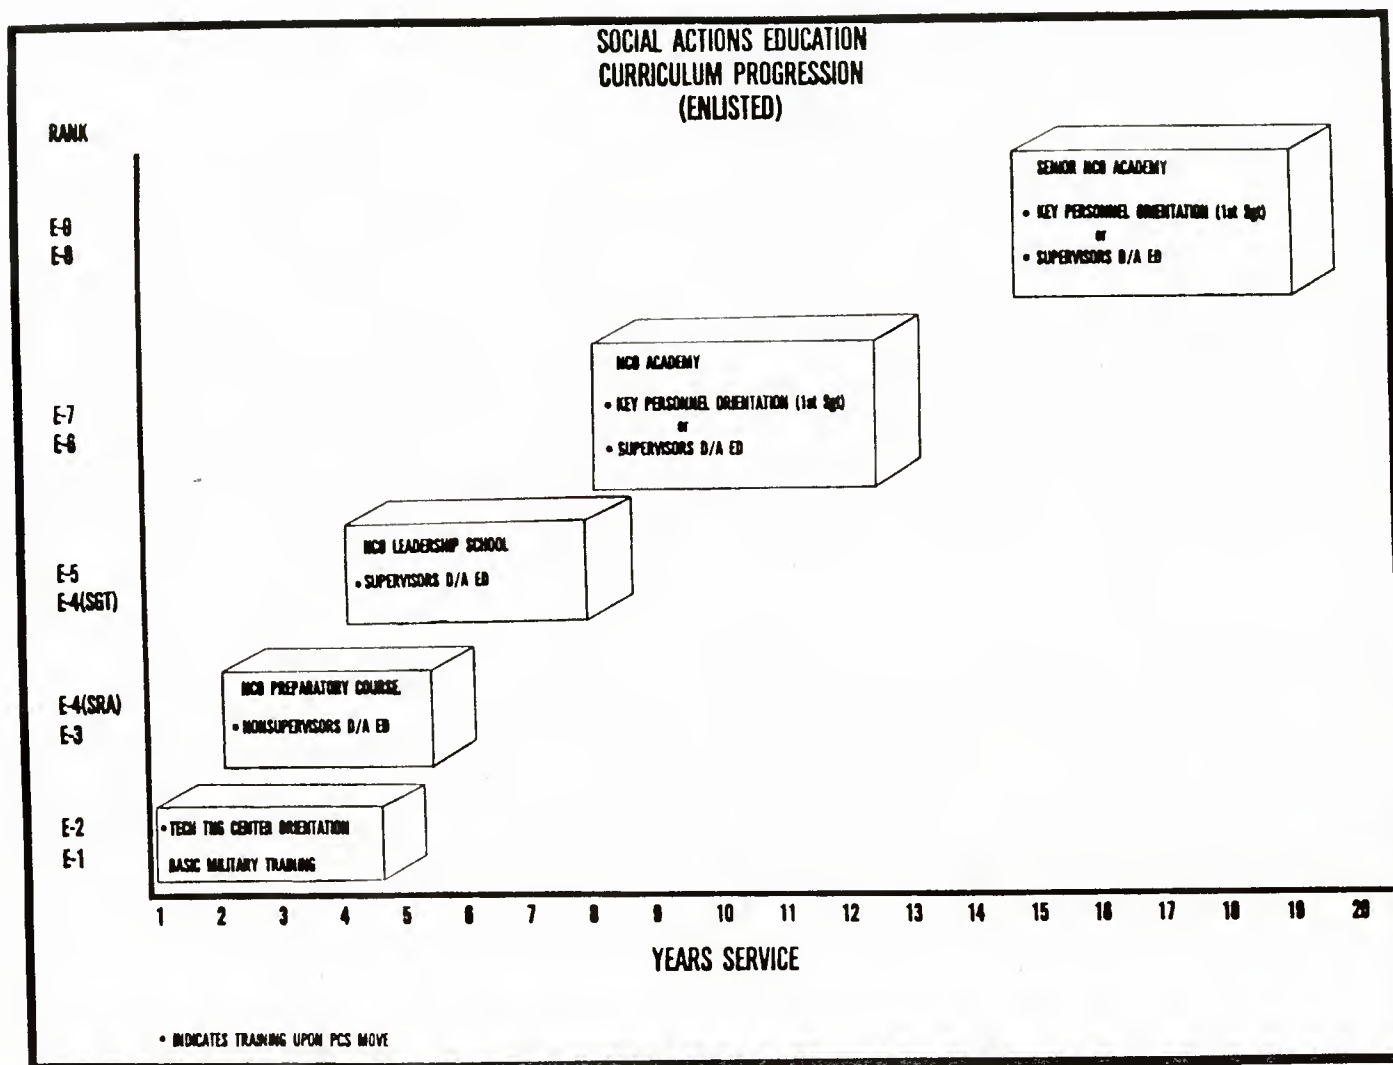 SOCIAL ACTIONS EDUCATION
CURRICULUM PROGRESSION
(ENLISTED)
RANK
SENIOR NCO ACADEMY
• KEY PERSONNEL ORIENTATION (1st Sgt)
or
• SUPERVISORS D/A ED
E-9
E-8
NCO ACADEMY
• KEY PERSONNEL ORIENTATION (1st Sgt)
or
• SUPERVISORS D/A ED
E-7
E-6
NCO LEADERSHIP SCHOOL
• SUPERVISORS D/A ED
E-5
E-4(SGT)
NCO PREPARATORY COURSE.
• NONSUPERVISORS D/A ED
E-4(SRA)
E-3
• TECH TNG CENTER ORIENTATION
BASIC MILITARY TRAINING
E-2
E-1
1 2 3 4 5 6 7 8 9 10 11 12 13 14 15 16 17 18 19 20
YEARS SERVICE
• INDICATES TRAINING UPON PCS MOVE